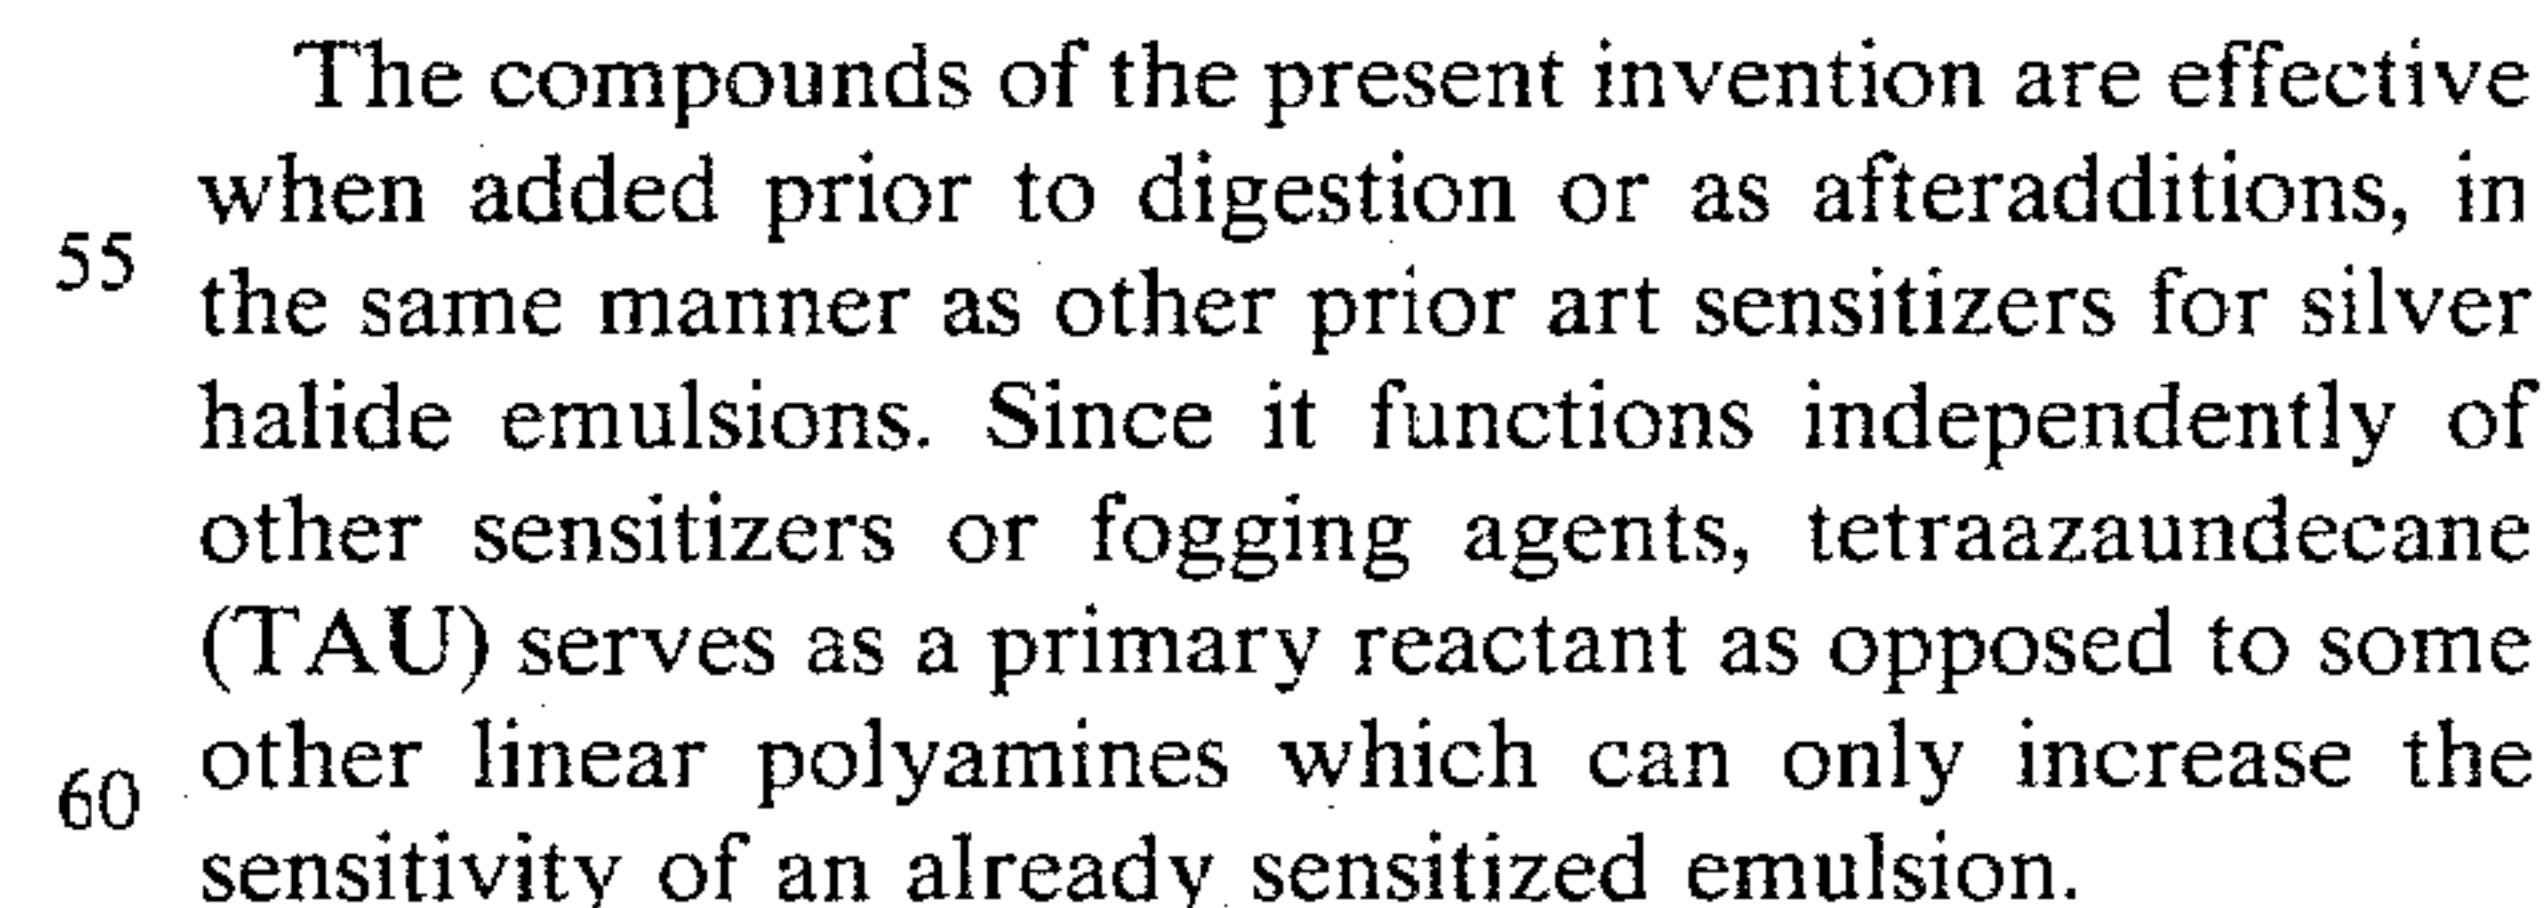 The compounds of the present invention are effective
when added prior to digestion or as afteradditions, in
55
the same manner as other prior art sensitizers for silver
halide emulsions. Since it functions independently of
other sensitizers or fogging agents, tetraazaundecane
(TAU) serves as a primary reactant as opposed to some
other linear polyamines which can only increase the
60
sensitivity of an already sensitized emulsion.